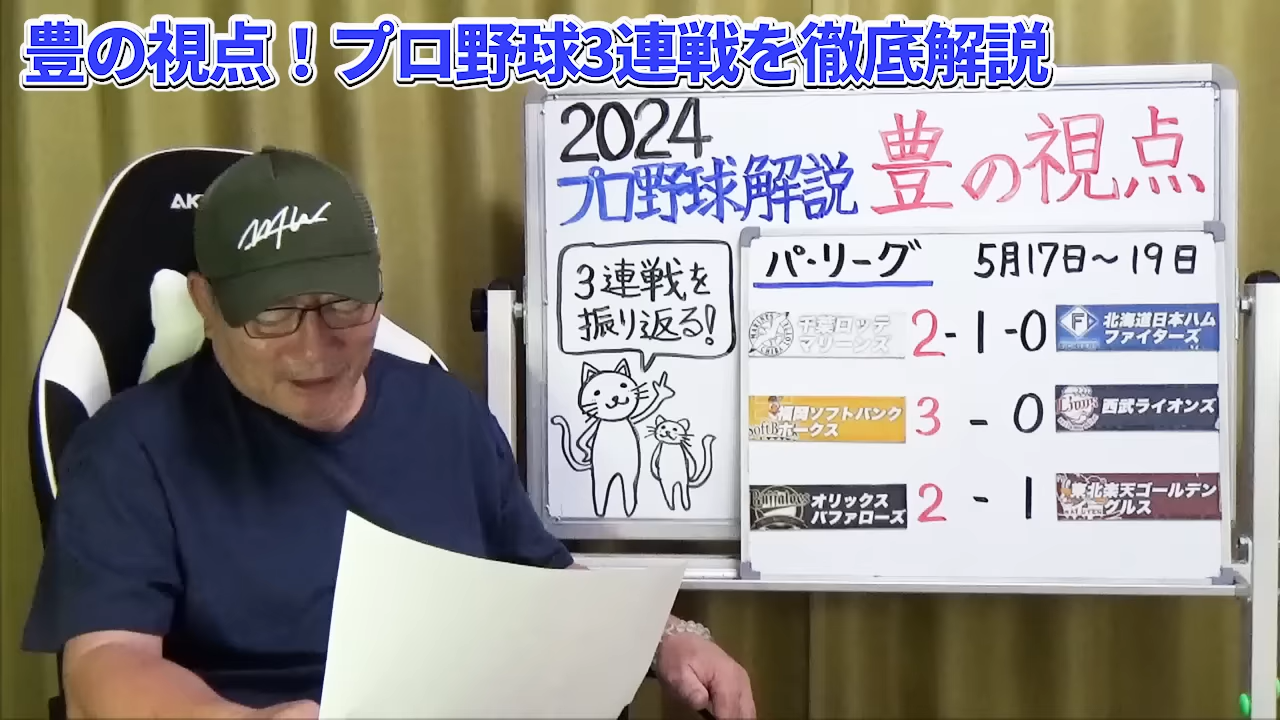 豊の視点！プロ野球3連戦を徹底解説
2024
プロ野球解説 豊の視点
3連戦を
振り返る!
パ・リーグ 5月17日〜19日
千葉ロッテ
マリーンズ
2-1-0
北海道日本ハム
ファイターズ
福岡ソフトバンク
ホークス
3 - 0
Lions
西武ライオンズ
Buffaloes
オリックス
バファローズ
2 - 1
東北楽天ゴールデン
グルス
AK